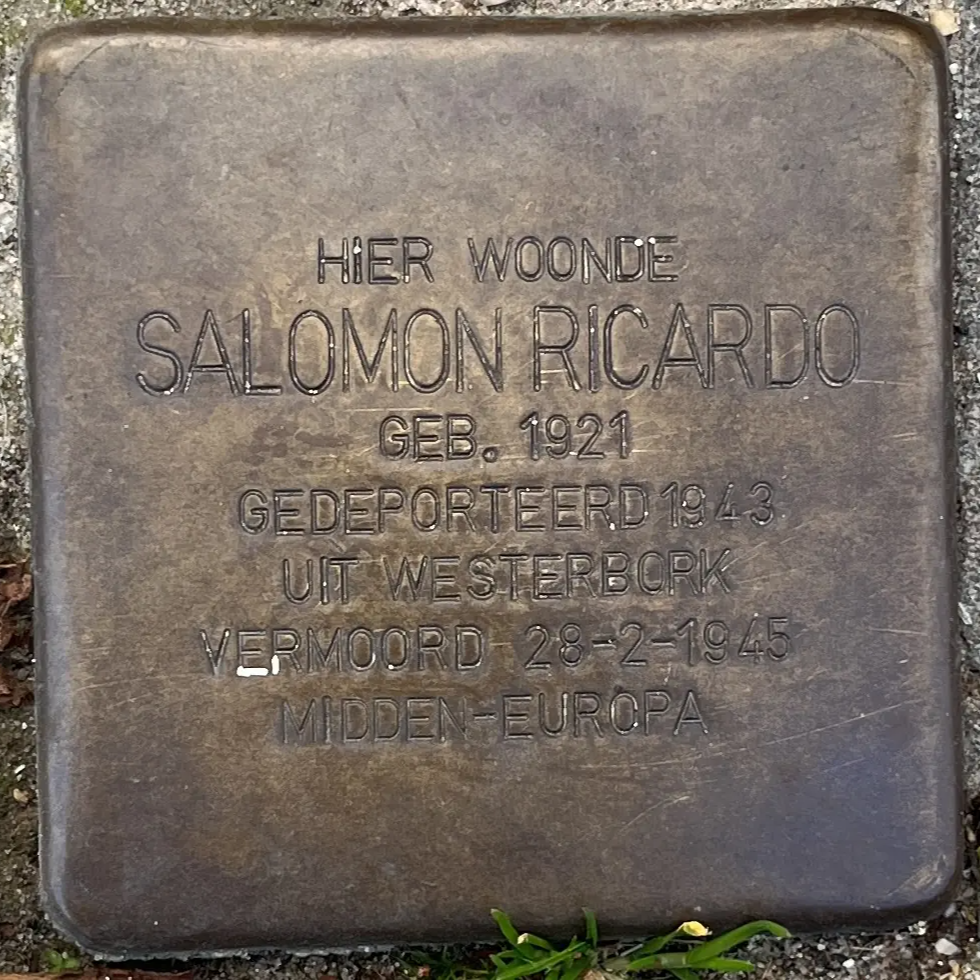 HIER WOONDE
SALOMON RICARDO
GEB. 1921
GEDEPORTEERD 1943
UIT WESTERBORK
VERMOORD 28-2-1945
MIDDEN-EUROPA